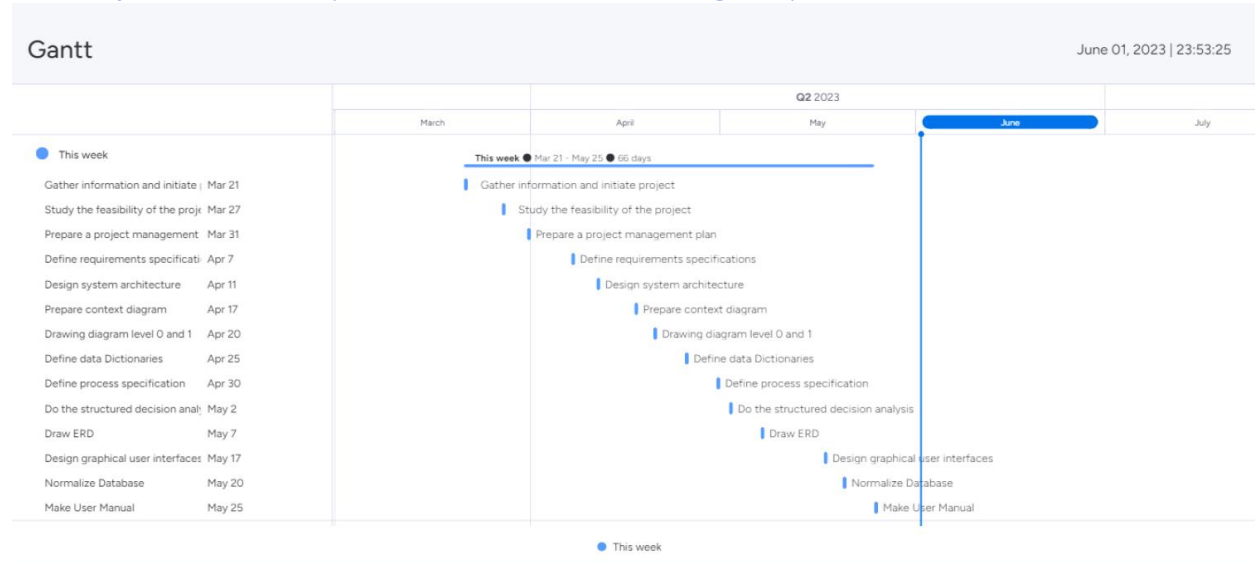 Gantt
June 01, 2023 | 23:53:25
Q2 2023
March April May June July
This week
This week ● Mar 21 - May 25 ● 66 days
Gather information and initiate Mar 21 Gather information and initiate project
Study the feasibility of the proje Mar 27 Study the feasibility of the project
Prepare a project management Mar 31 Prepare a project management plan
Define requirements specificati Apr 7 Define requirements specifications
Design system architecture Apr 11 Design system architecture
Prepare context diagram Apr 17 Prepare context diagram
Drawing diagram level 0 and 1 Apr 20 Drawing diagram level 0 and 1
Define data Dictionaries Apr 25 Define data Dictionaries
Define process specification Apr 30 Define process specification
Do the structured decision analy May 2 Do the structured decision analysis
Draw ERD May 7 Draw ERD
Design graphical user interfaces May 17 Design graphical user interfaces
Normalize Database May 20 Normalize Database
Make User Manual May 25 Make User Manual
This week